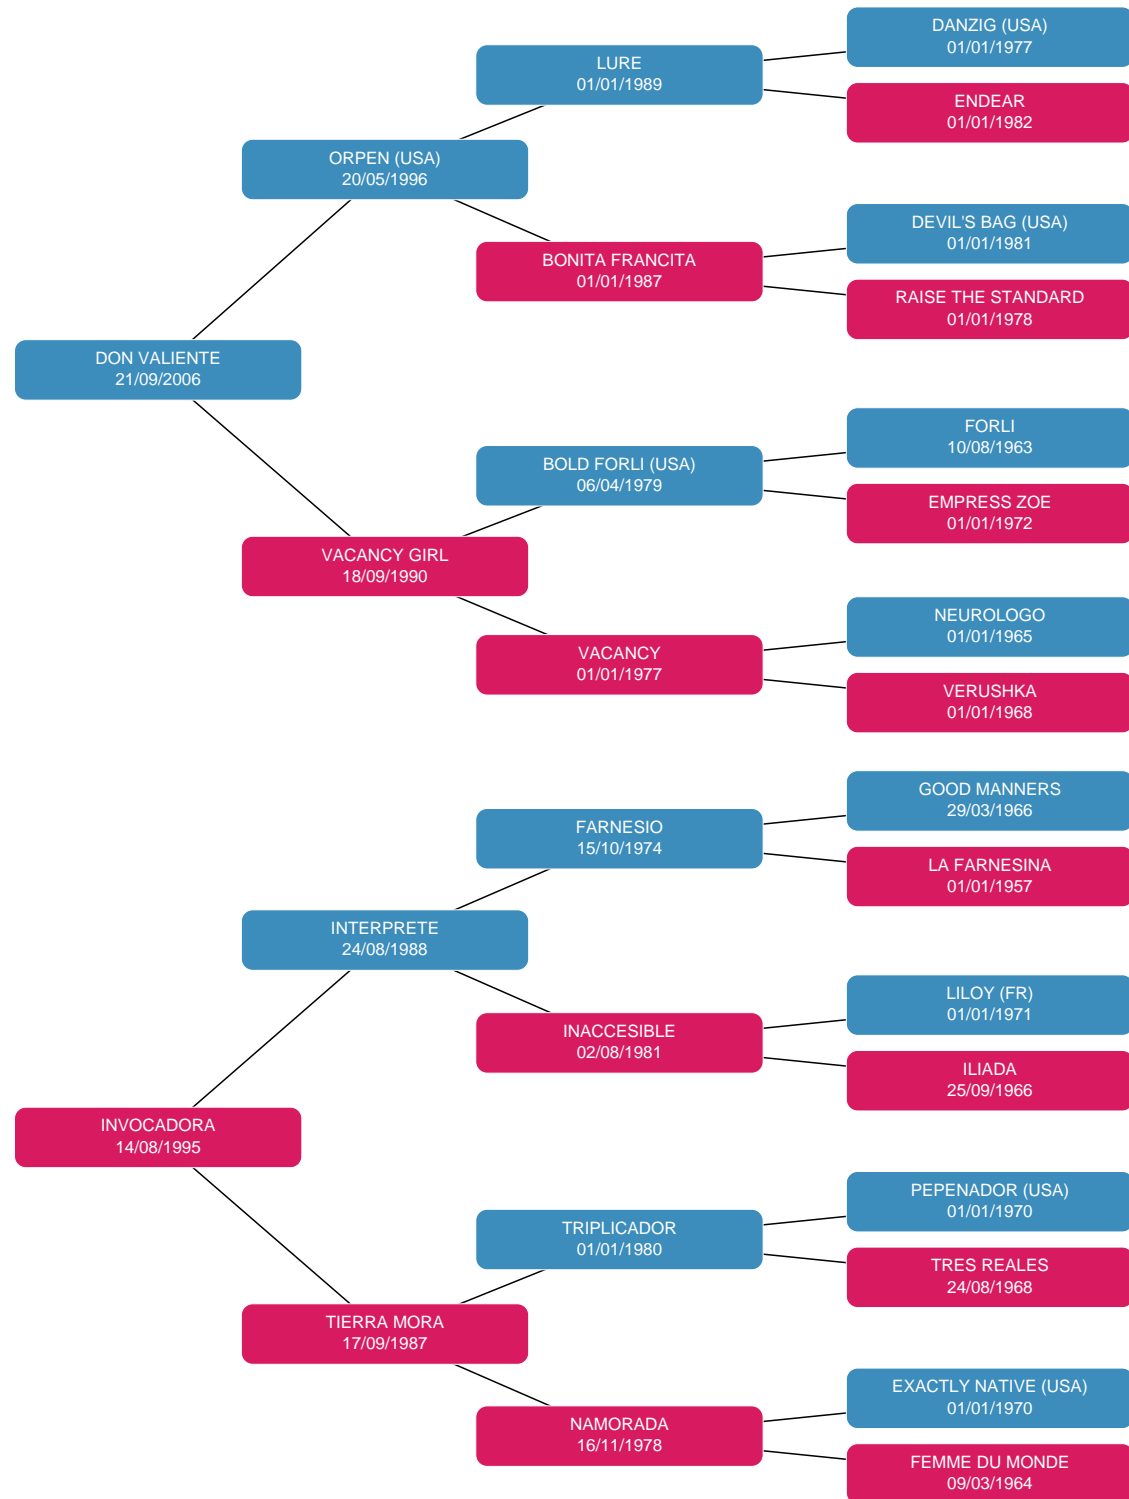 DANZIG (USA)
01/01/1977
LURE
01/01/1989
ENDEAR
01/01/1982
ORPEN (USA)
20/05/1996
DEVIL'S BAG (USA)
01/01/1981
BONITA FRANCITA
01/01/1987
RAISE THE STANDARD
01/01/1978
DON VALIENTE
21/09/2006
FORLI
10/08/1963
BOLD FORLI (USA)
06/04/1979
EMPRESS ZOE
01/01/1972
VACANCY GIRL
18/09/1990
NEUROLOGO
01/01/1965
VACANCY
01/01/1977
VERUSHKA
01/01/1968
GOOD MANNERS
29/03/1966
FARNESIO
15/10/1974
LA FARNESINA
01/01/1957
INTERPRETE
24/08/1988
LILOY (FR)
01/01/1971
INACCESIBLE
02/08/1981
ILIADA
25/09/1966
INVOCADORA
14/08/1995
PEPENADOR (USA)
01/01/1970
TRIPLICADOR
01/01/1980
TRES REALES
24/08/1968
TIERRA MORA
17/09/1987
EXACTLY NATIVE (USA)
01/01/1970
NAMORADA
16/11/1978
FEMME DU MONDE
09/03/1964